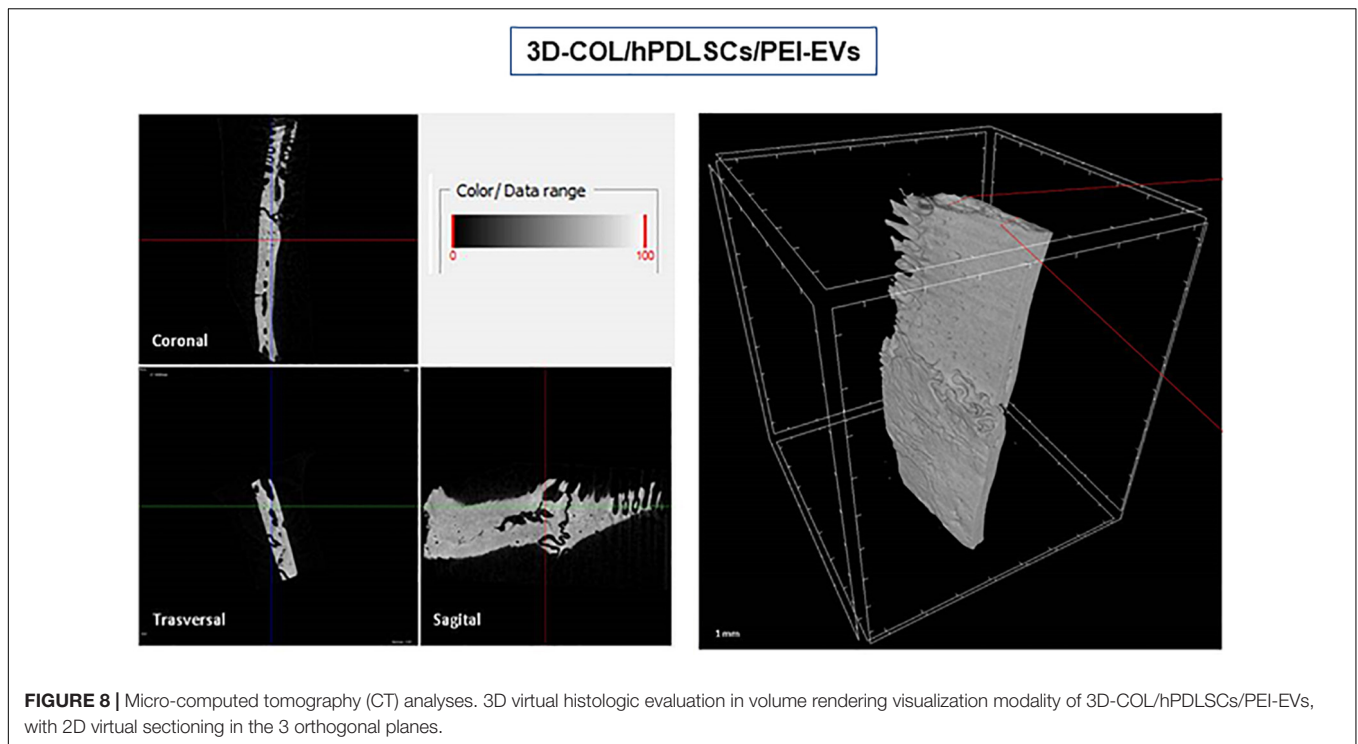 3D-COL/hPDLSCs/PEI-EVs
Coronal
Color/ Data range
0
100
Trasversal
Sagital
1 mm
FIGURE 8 | Micro-computed tomography (CT) analyses. 3D virtual histologic evaluation in volume rendering visualization modality of 3D-COL/hPDLSCs/PEI-EVs,
with 2D virtual sectioning in the 3 orthogonal planes.